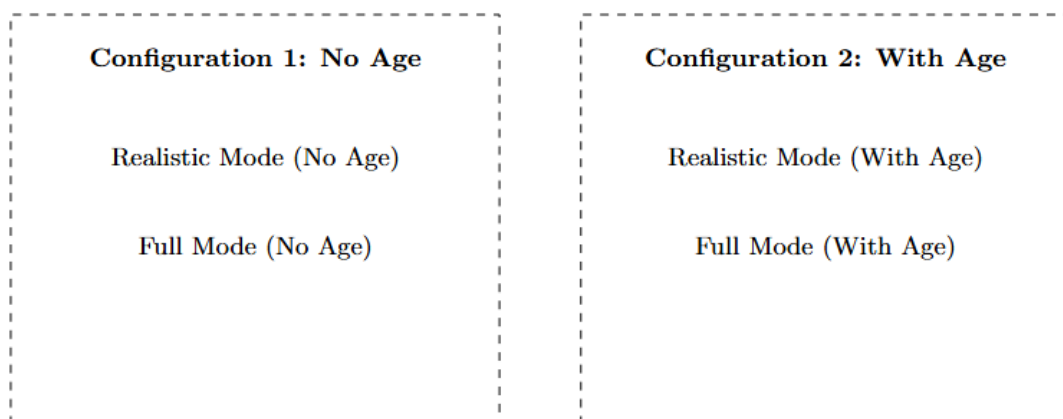 Configuration 1: No Age
Realistic Mode (No Age)
Full Mode (No Age)
Configuration 2: With Age
Realistic Mode (With Age)
Full Mode (With Age)